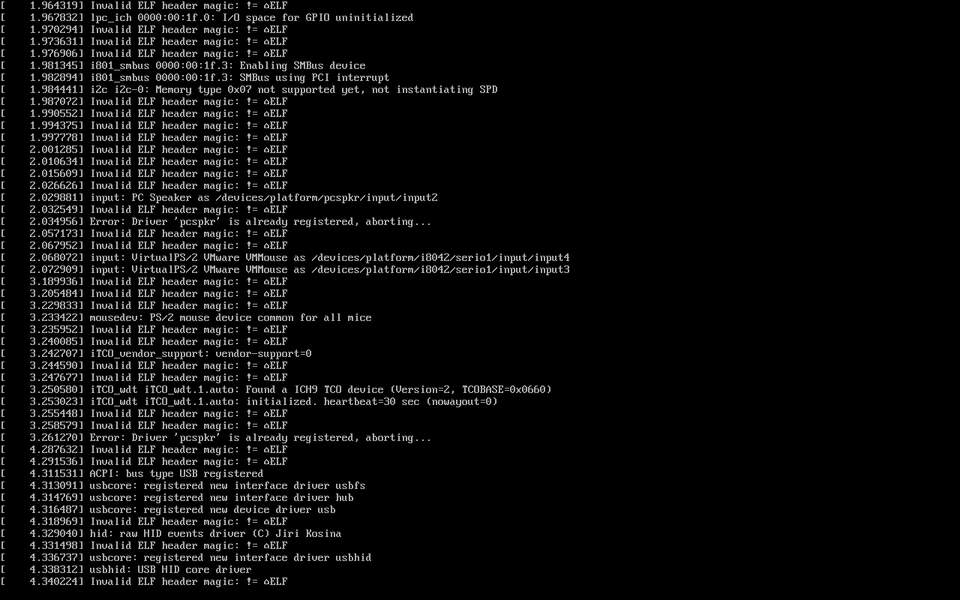 [    1.964319] Invalid ELF header magic: != ⌂ELF
[    1.967832] lpc_ich 0000:00:1f.0: I/O space for GPIO uninitialized
[    1.970294] Invalid ELF header magic: != ⌂ELF
[    1.973631] Invalid ELF header magic: != ⌂ELF
[    1.976906] Invalid ELF header magic: != ⌂ELF
[    1.981345] i801_smbus 0000:00:1f.3: Enabling SMBus device
[    1.982894] i801_smbus 0000:00:1f.3: SMBus using PCI interrupt
[    1.984441] i2c i2c-0: Memory type 0x07 not supported yet, not instantiating SPD
[    1.987072] Invalid ELF header magic: != ⌂ELF
[    1.990552] Invalid ELF header magic: != ⌂ELF
[    1.994375] Invalid ELF header magic: != ⌂ELF
[    1.997778] Invalid ELF header magic: != ⌂ELF
[    2.001285] Invalid ELF header magic: != ⌂ELF
[    2.010634] Invalid ELF header magic: != ⌂ELF
[    2.015609] Invalid ELF header magic: != ⌂ELF
[    2.026626] Invalid ELF header magic: != ⌂ELF
[    2.029881] input: PC Speaker as /devices/platform/pcspkr/input/input2
[    2.032549] Invalid ELF header magic: != ⌂ELF
[    2.034956] Error: Driver 'pcspkr' is already registered, aborting...
[    2.057173] Invalid ELF header magic: != ⌂ELF
[    2.067952] Invalid ELF header magic: != ⌂ELF
[    2.068072] input: VirtualPS/2 VMware VMMouse as /devices/platform/i8042/serio1/input/input4
[    2.072909] input: VirtualPS/2 VMware VMMouse as /devices/platform/i8042/serio1/input/input3
[    3.189936] Invalid ELF header magic: != ⌂ELF
[    3.205484] Invalid ELF header magic: != ⌂ELF
[    3.229833] Invalid ELF header magic: != ⌂ELF
[    3.233422] mousedev: PS/2 mouse device common for all mice
[    3.235952] Invalid ELF header magic: != ⌂ELF
[    3.240085] Invalid ELF header magic: != ⌂ELF
[    3.242707] iTCO_vendor_support: vendor-support=0
[    3.244590] Invalid ELF header magic: != ⌂ELF
[    3.247677] Invalid ELF header magic: != ⌂ELF
[    3.250580] iTCO_wdt iTCO_wdt.1.auto: Found a ICH9 TCO device (Version=2, TCOBASE=0x0660)
[    3.253023] iTCO_wdt iTCO_wdt.1.auto: initialized. heartbeat=30 sec (nowayout=0)
[    3.255448] Invalid ELF header magic: != ⌂ELF
[    3.258579] Invalid ELF header magic: != ⌂ELF
[    3.261270] Error: Driver 'pcspkr' is already registered, aborting...
[    4.287632] Invalid ELF header magic: != ⌂ELF
[    4.291536] Invalid ELF header magic: != ⌂ELF
[    4.311531] ACPI: bus type USB registered
[    4.313091] usbcore: registered new interface driver usbfs
[    4.314769] usbcore: registered new interface driver hub
[    4.316487] usbcore: registered new device driver usb
[    4.318969] Invalid ELF header magic: != ⌂ELF
[    4.329040] hid: raw HID events driver (C) Jiri Kosina
[    4.331498] Invalid ELF header magic: != ⌂ELF
[    4.336737] usbcore: registered new interface driver usbhid
[    4.338312] usbhid: USB HID core driver
[    4.340224] Invalid ELF header magic: != ⌂ELF